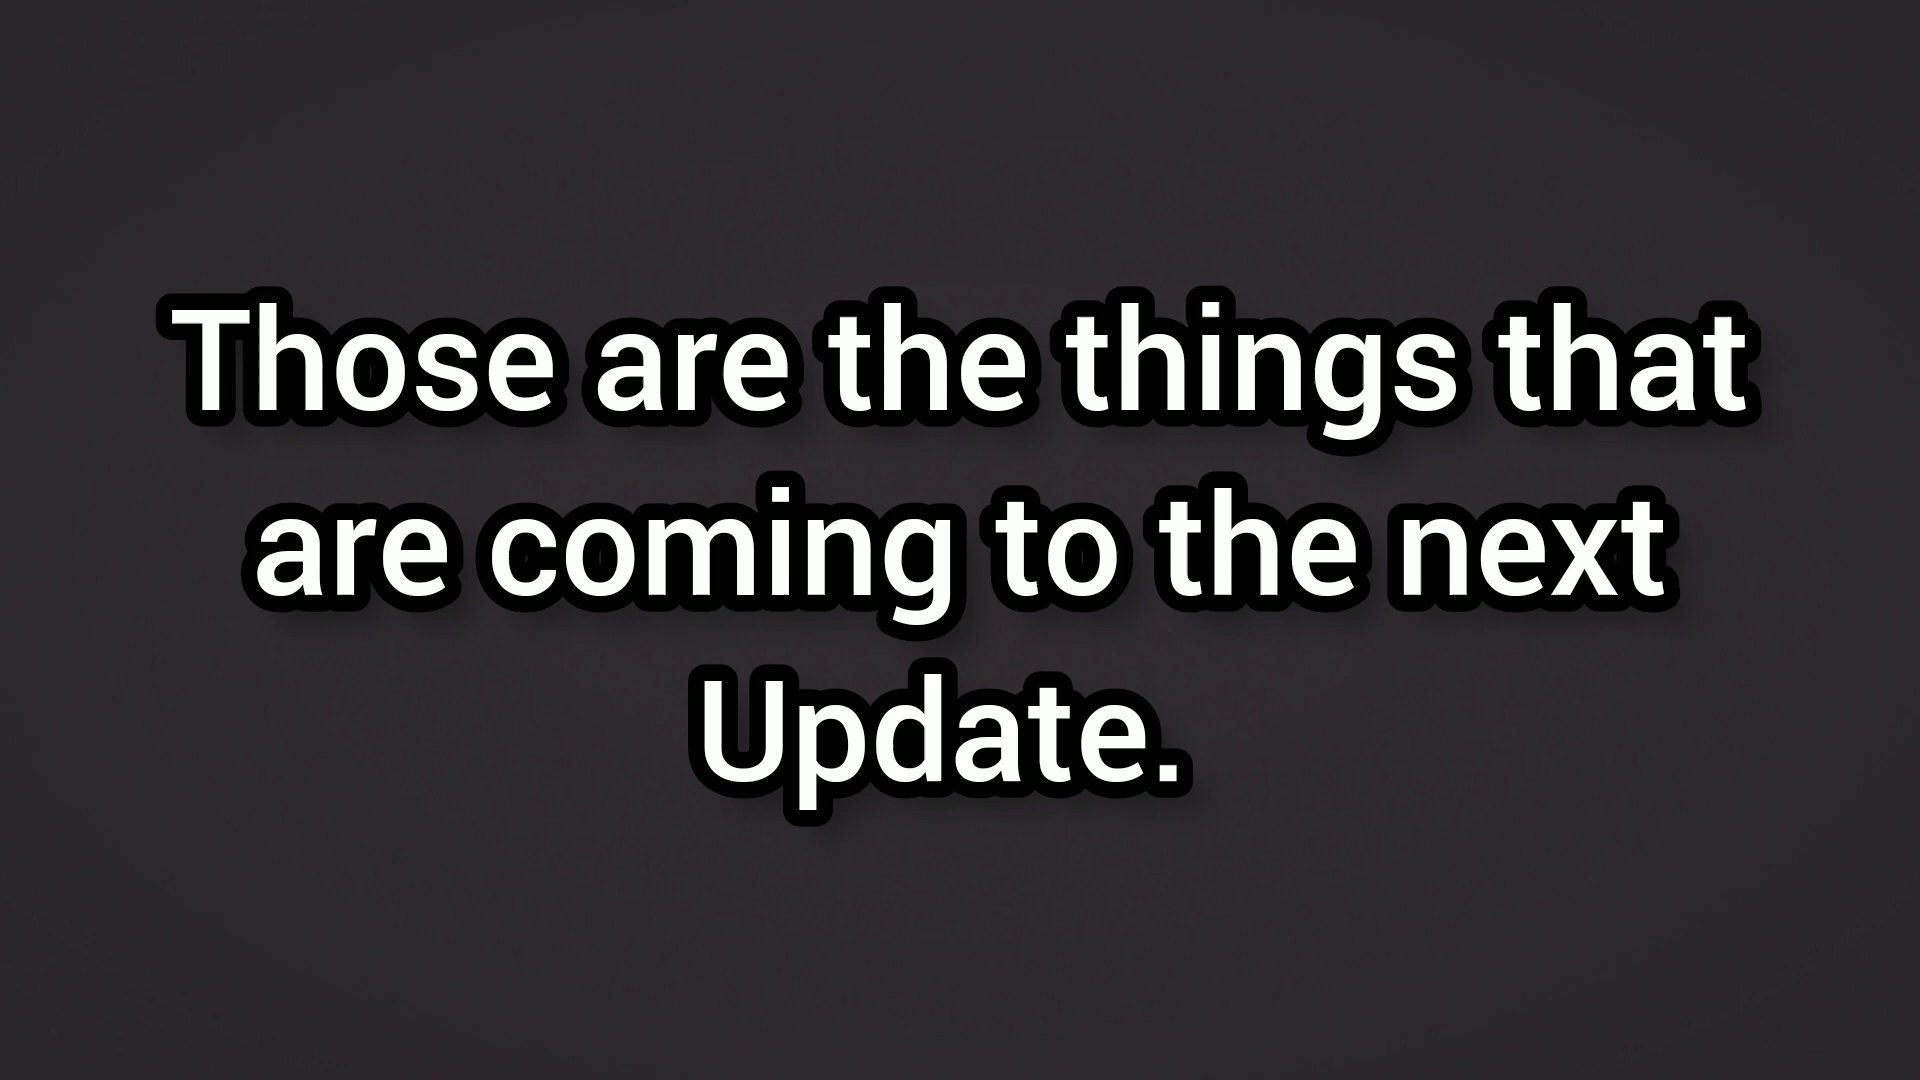 Those are the things that
are coming to the next
Update.